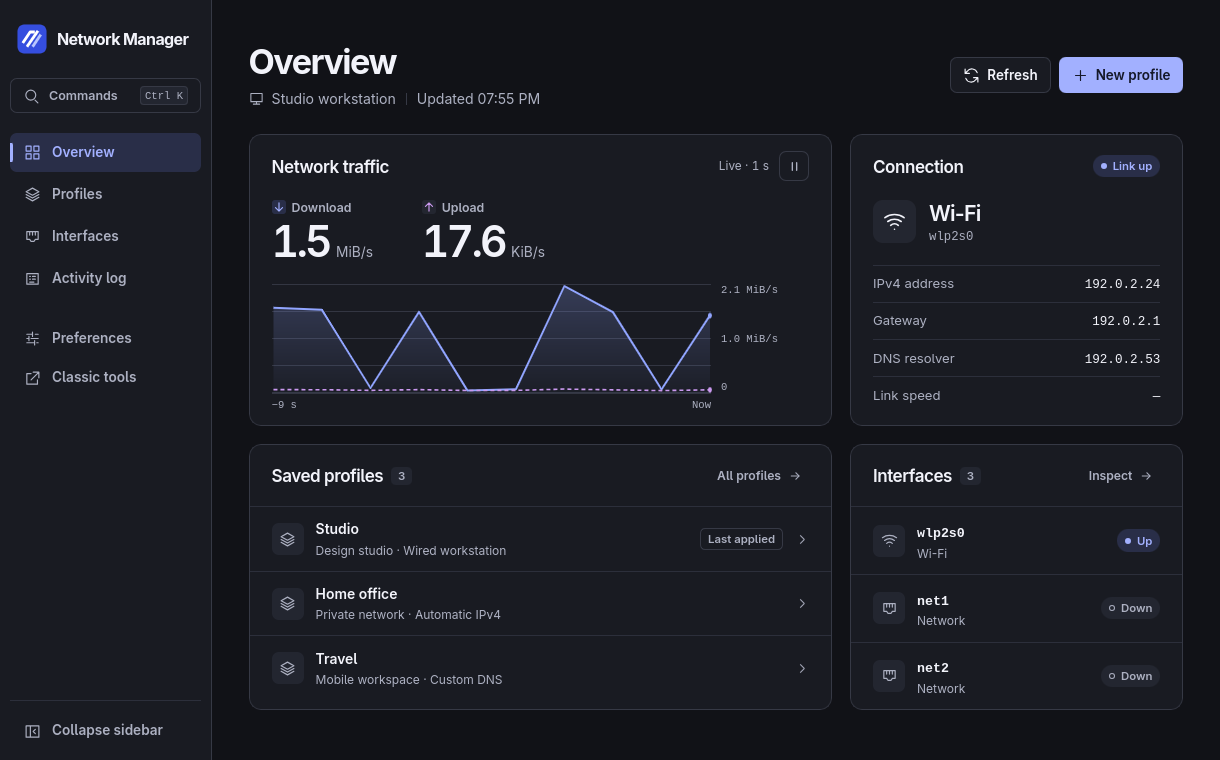 Network Manager
Commands Ctrl K
Overview
Profiles
Interfaces
Activity log
Preferences
Classic tools
Collapse sidebar
Overview
Studio workstation Updated 07:55 PM
Refresh
New profile
Network traffic
Live · 1 s
Download
1.5 MiB/s
Upload
17.6 KiB/s
2.1 MiB/s
1.0 MiB/s
0
−9 s
Now
Connection
Link up
Wi-Fi
wlp2s0
IPv4 address 192.0.2.24
Gateway 192.0.2.1
DNS resolver 192.0.2.53
Link speed —
Saved profiles 3
All profiles
Studio
Design studio · Wired workstation
Last applied
Home office
Private network · Automatic IPv4
Travel
Mobile workspace · Custom DNS
Interfaces 3
Inspect
wlp2s0
Wi-Fi
Up
net1
Network
Down
net2
Network
Down